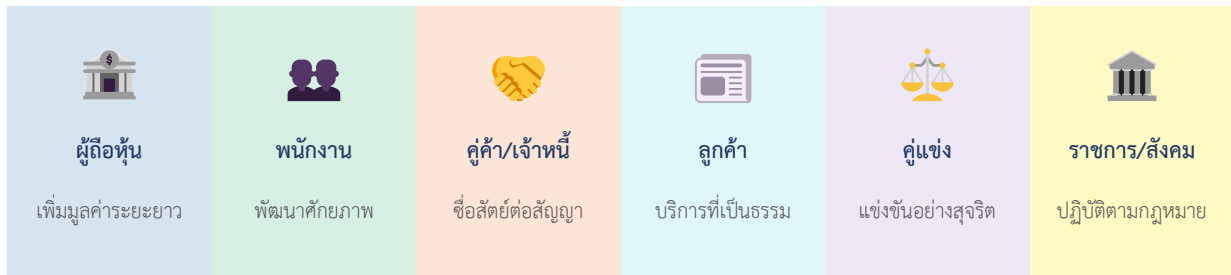 ผู้ถือหุ้น
เพิ่มมูลค่าระยะยาว
พนักงาน
พัฒนาศักยภาพ
คู่ค้า/เจ้าหนี้
ซื่อสัตย์ต่อสัญญา
ลูกค้า
บริการที่เป็นธรรม
คู่แข่ง
แข่งขันอย่างสุจริต
ราชการ/สังคม
ปฏิบัติตามกฎหมาย